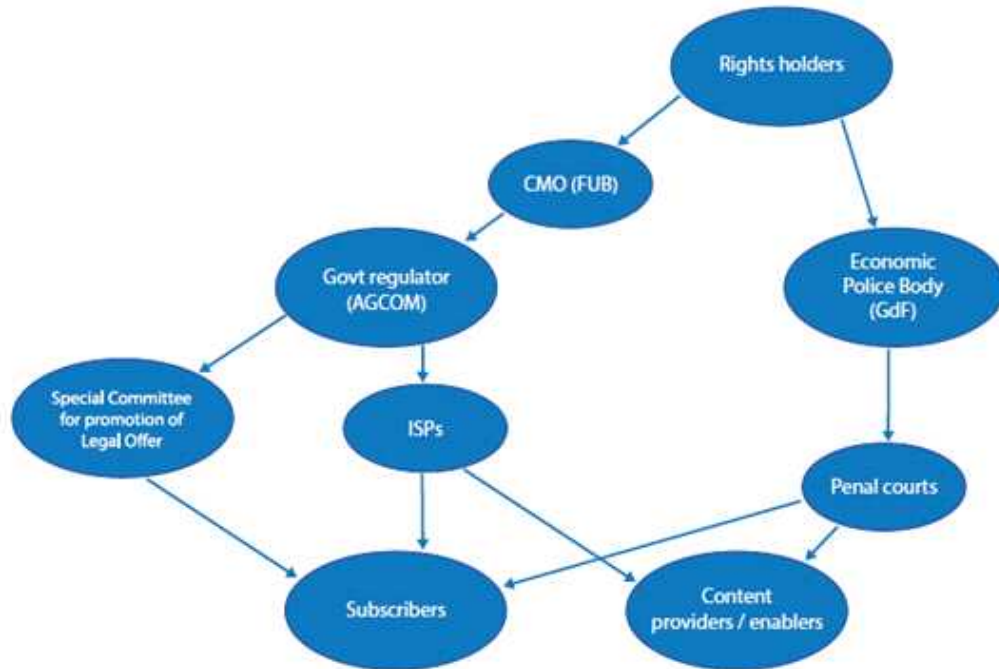 Rights holders
CMO (FUB)
Govt regulator
(AGCOM)
Economic
Police Body
(GdF)
Special Committee
for promotion of
Legal Offer
ISPs
Penal courts
Subscribers
Content
providers / enablers